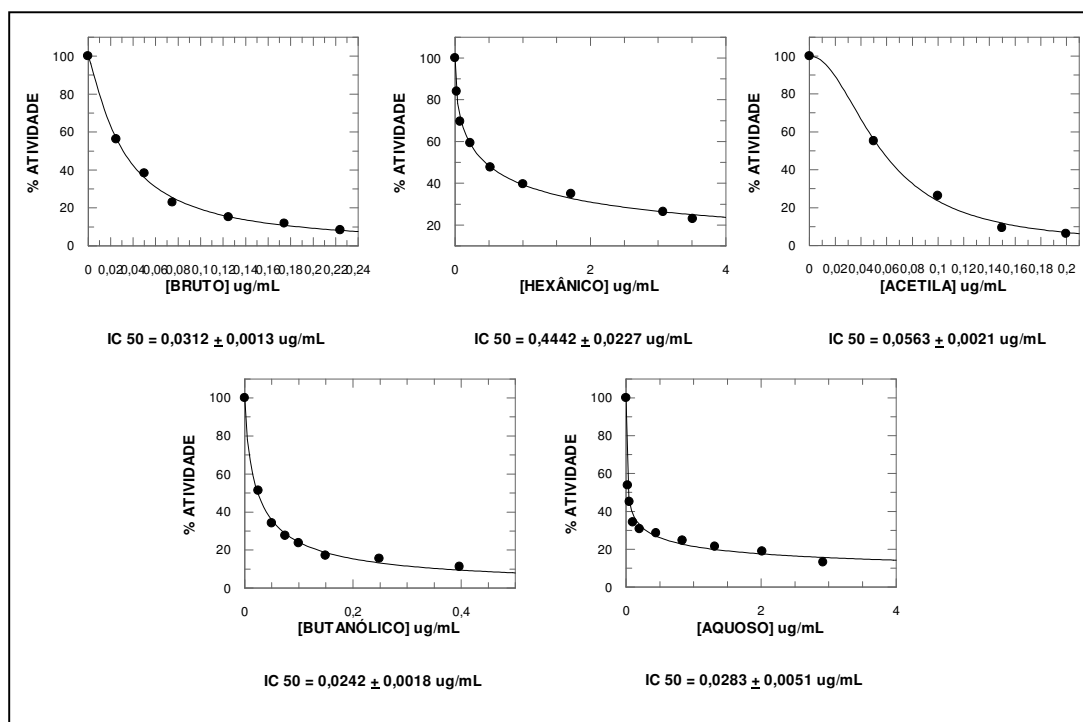 100
80
60
40
20
0
% ATIVIDADE
0 0,02 0,04 0,06 0,08 0,1 0,12 0,14 0,16 0,18 0,2 0,22 0,24
[BRUTO] ug/mL
IC 50 = 0,0312 ± 0,0013 ug/mL
100
80
60
40
20
% ATIVIDADE
0 2 4
[HEXÂNICO] ug/mL
IC 50 = 0,4442 ± 0,0227 ug/mL
100
80
60
40
20
0
% ATIVIDADE
0 0,02 0,04 0,06 0,08 0,1 0,12 0,14 0,16 0,18 0,2
[ACETILA] ug/mL
IC 50 = 0,0563 ± 0,0021 ug/mL
100
80
60
40
20
0
% ATIVIDADE
0 0,2 0,4
[BUTANÓLICO] ug/mL
IC 50 = 0,0242 ± 0,0018 ug/mL
100
80
60
40
20
0
% ATIVIDADE
0 2 4
[AQUOSO] ug/mL
IC 50 = 0,0283 ± 0,0051 ug/mL